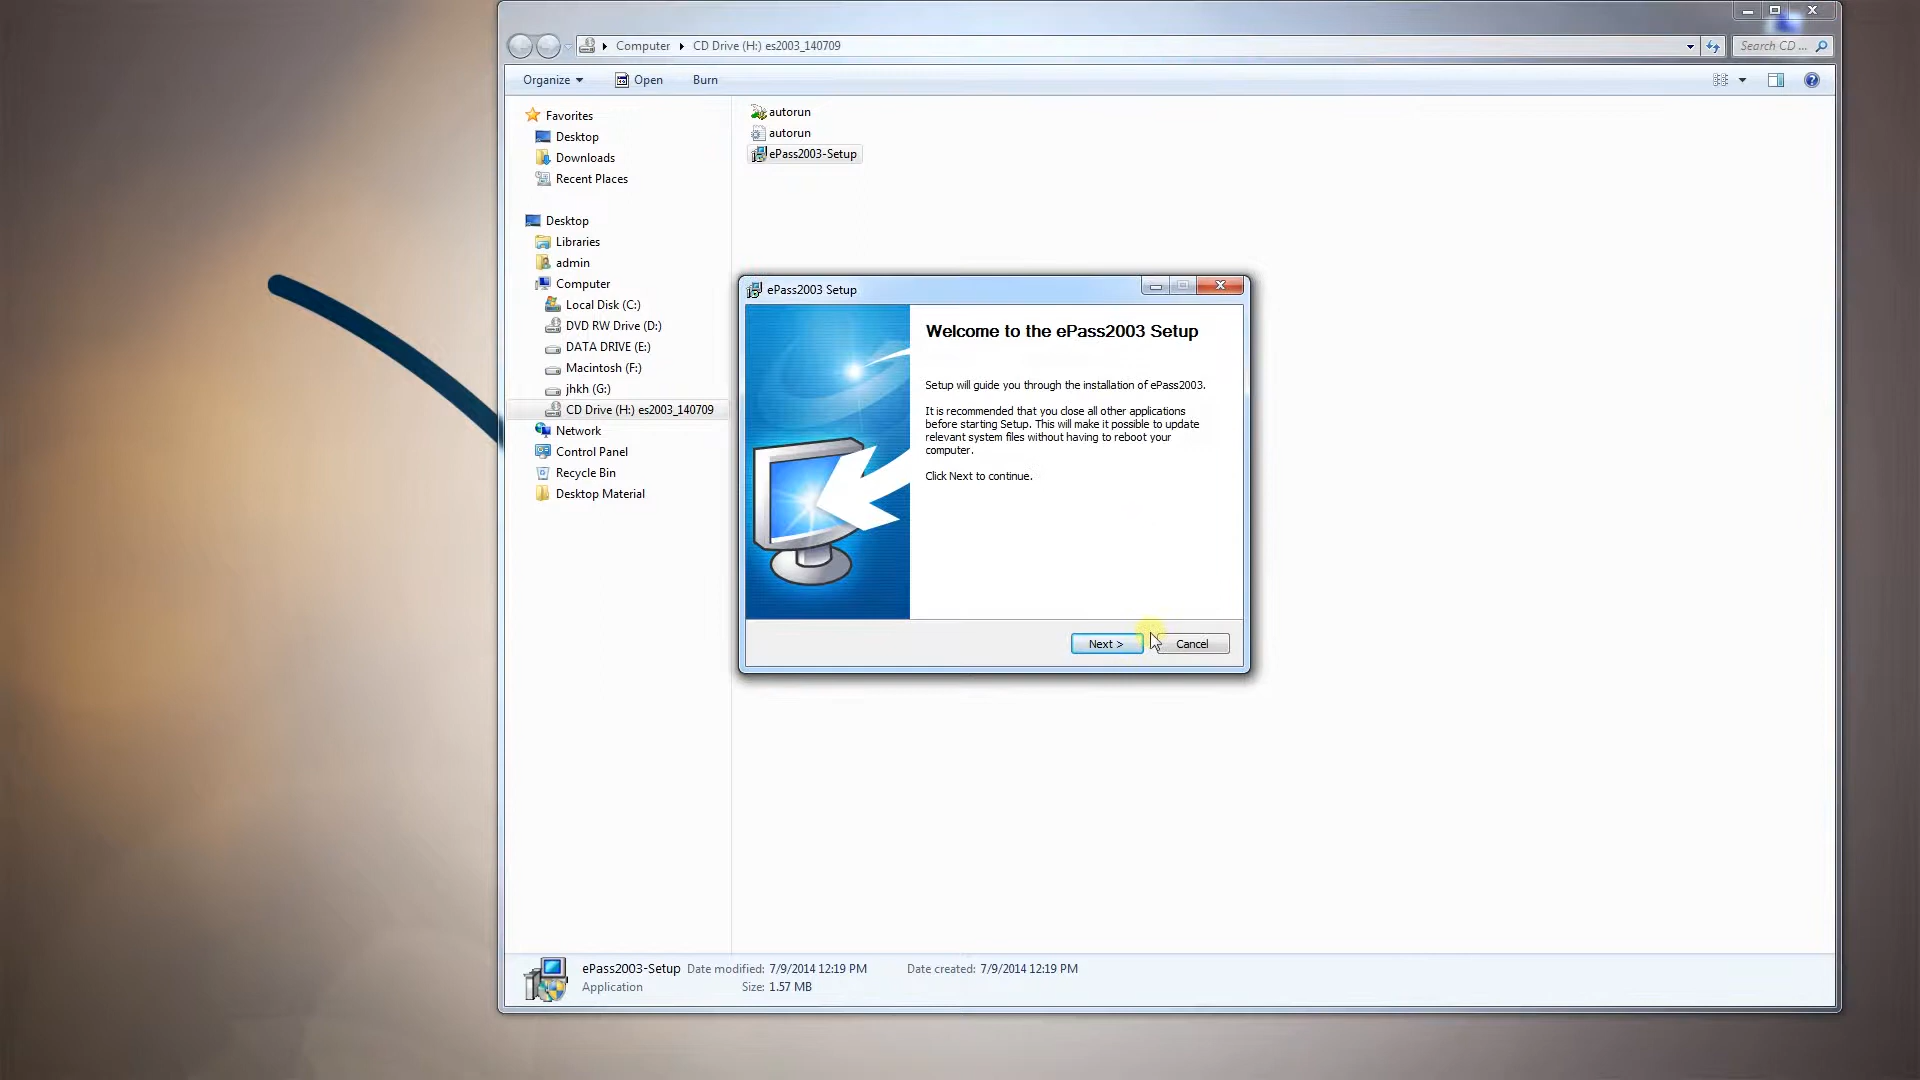 Computer ▸ CD Drive (H:) es2003_140709
Search CD ...
Organize
Open
Burn
Favorites
Desktop
Downloads
Recent Places
Desktop
Libraries
admin
Computer
Local Disk (C:)
DVD RW Drive (D:)
DATA DRIVE (E:)
Macintosh (F:)
jhkh (G:)
CD Drive (H:) es2003_140709
Network
Control Panel
Recycle Bin
Desktop Material
autorun
autorun
ePass2003-Setup
ePass2003 Setup
Welcome to the ePass2003 Setup
Setup will guide you through the installation of ePass2003.
It is recommended that you close all other applications
before starting Setup. This will make it possible to update
relevant system files without having to reboot your
computer.
Click Next to continue.
Next >
Cancel
ePass2003-Setup Date modified: 7/9/2014 12:19 PM Date created: 7/9/2014 12:19 PM
Application Size: 1.57 MB